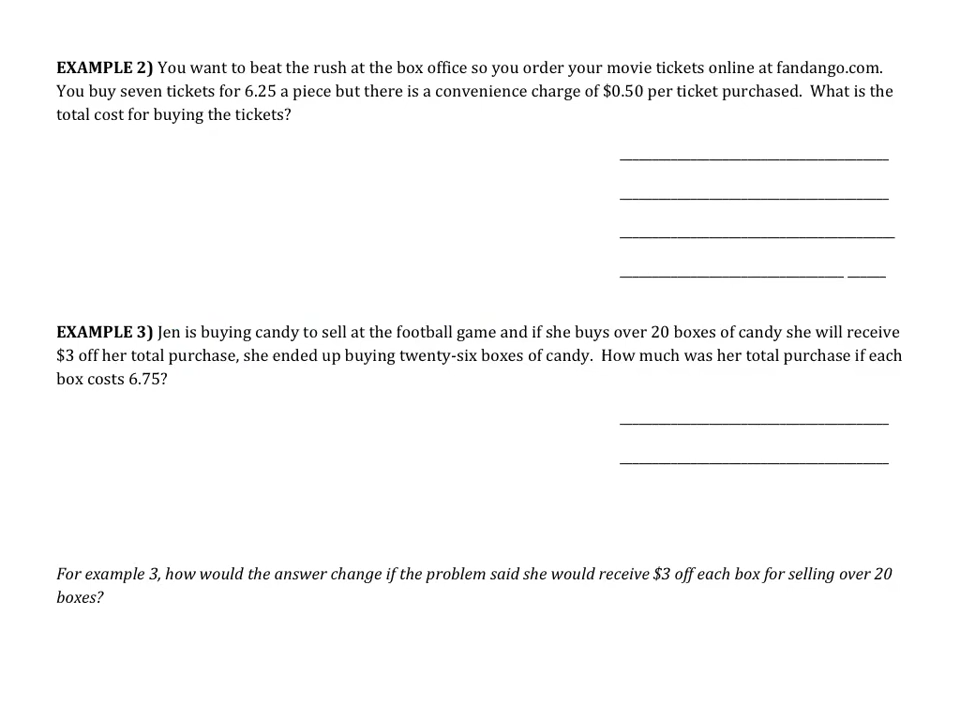 EXAMPLE 2) You want to beat the rush at the box office so you order your movie tickets online at fandango.com.
You buy seven tickets for 6.25 a piece but there is a convenience charge of $0.50 per ticket purchased. What is the
total cost for buying the tickets?
EXAMPLE 3) Jen is buying candy to sell at the football game and if she buys over 20 boxes of candy she will receive
$3 off her total purchase, she ended up buying twenty-six boxes of candy. How much was her total purchase if each
box costs 6.75?
For example 3, how would the answer change if the problem said she would receive $3 off each box for selling over 20
boxes?